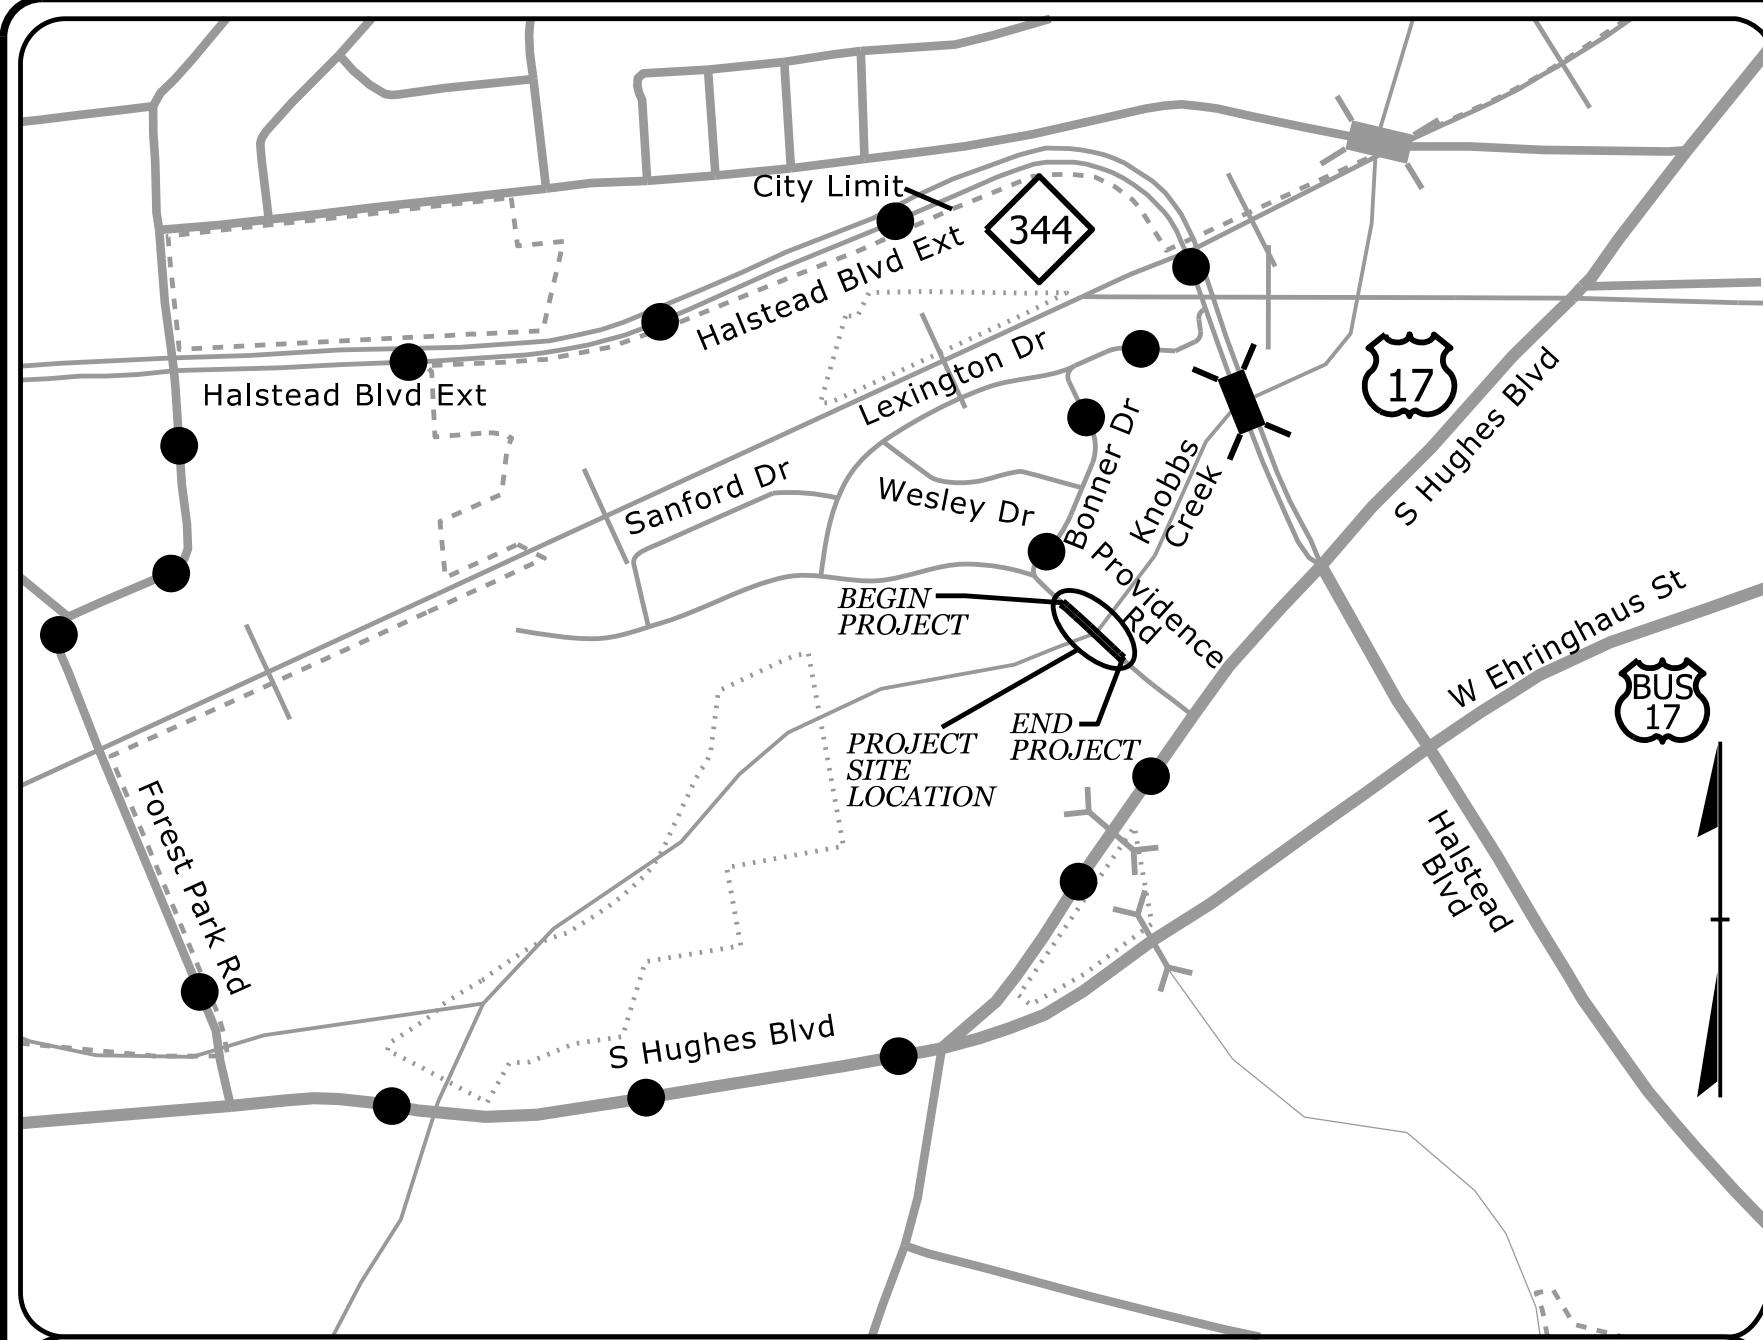 City Limit
344
Halstead Blvd Ext
Halstead Blvd Ext
Lexington Dr
17
S Hughes Blvd
Sanford Dr
Wesley Dr
Bonner Dr
Knobbs
Creek
Providence
Rd
BEGIN
PROJECT
W Ehringhaus St
BUS
17
END
PROJECT
PROJECT
SITE
LOCATION
Forest Park Rd
Halstead
Blvd
S Hughes Blvd